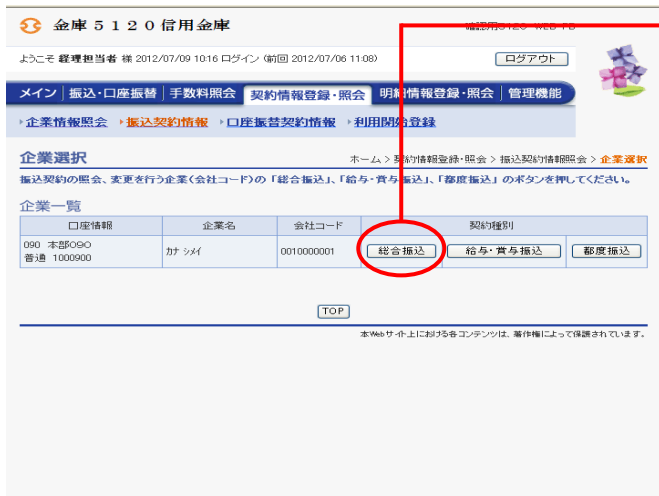 金庫５１２０信用金庫
ようこそ 経理担当者 様 2012/07/09 10:16 ログイン (前回 2012/07/06 11:08)
ログアウト
メイン 振込・口座振替 手数料照会 契約情報登録・照会 明細情報登録・照会 管理機能
企業情報照会 振込契約情報 口座振替契約情報 利用開始登録
企業選択
ホーム > 契約情報登録・照会 > 振込契約情報照会 > 企業選択
振込契約の照会、変更を行う企業(会社コード)の「総合振込」、「給与・賞与振込」、「都度振込」のボタンを押してください。
企業一覧
口座情報 企業名 会社コード 契約種別
090 本部090
普通 1000900
カナ シメイ 0010000001 総合振込 給与・賞与振込 都度振込
TOP
本Webサイト上における各コンテンツは、著作権によって保護されています。